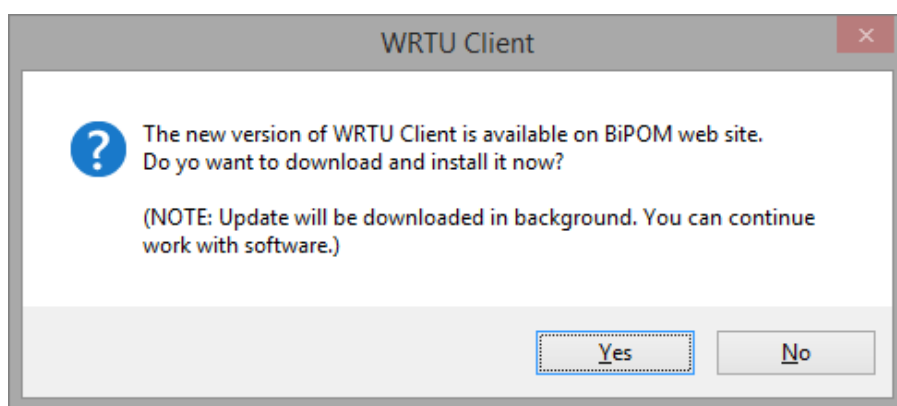 WRTU Client
The new version of WRTU Client is available on BiPOM web site.
Do yo want to download and install it now?
(NOTE: Update will be downloaded in background. You can continue
work with software.)
Yes
No